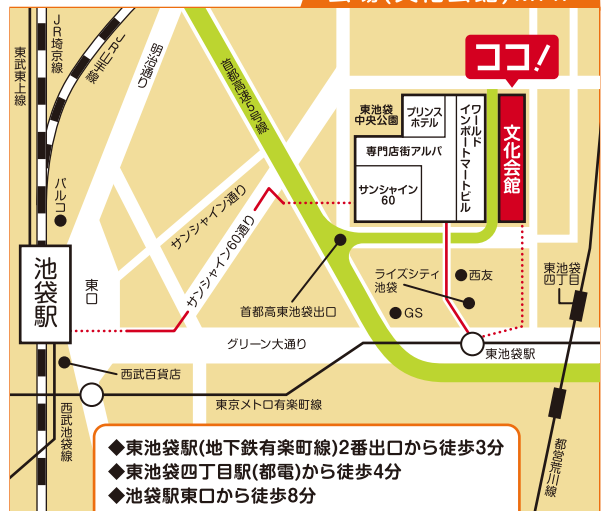 会場(文化会館)MAP
ココ!
JR埼京線
JR山手線
東武東上線
明治通り
首都高速5号線
東池袋
中央公園
プリンス
ホテル
ワールド
インポートマートビル
文化会館
専門店街アルパ
サンシャイン
60
パルコ
サンシャイン通り
サンシャイン60通り
池袋駅
東口
首都高東池袋出口
ライズシティ
池袋
西友
GS
東池袋
四丁目
グリーン大通り
東池袋駅
西武百貨店
東京メトロ有楽町線
西武池袋線
都営荒川線
◆東池袋駅(地下鉄有楽町線)2番出口から徒歩3分
◆東池袋四丁目駅(都電)から徒歩4分
◆池袋駅東口から徒歩8分